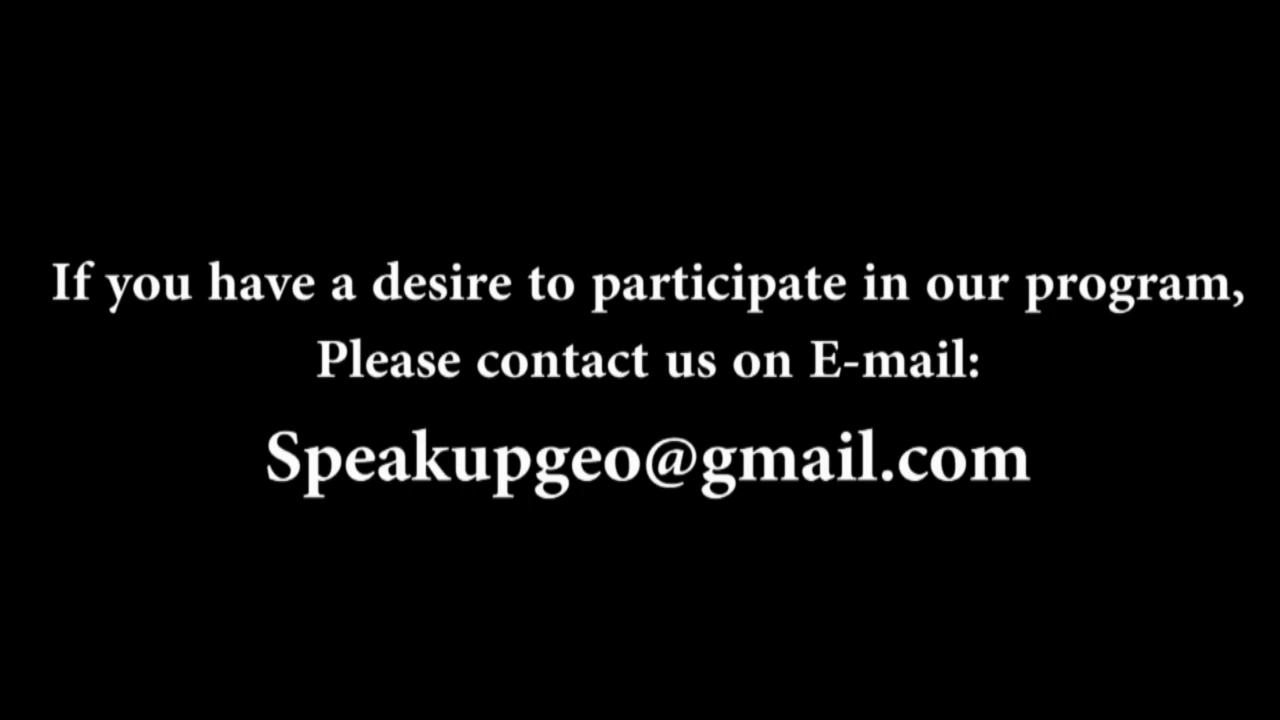 If you have a desire to participate in our program,
Please contact us on E-mail:
Speakupgeo@gmail.com